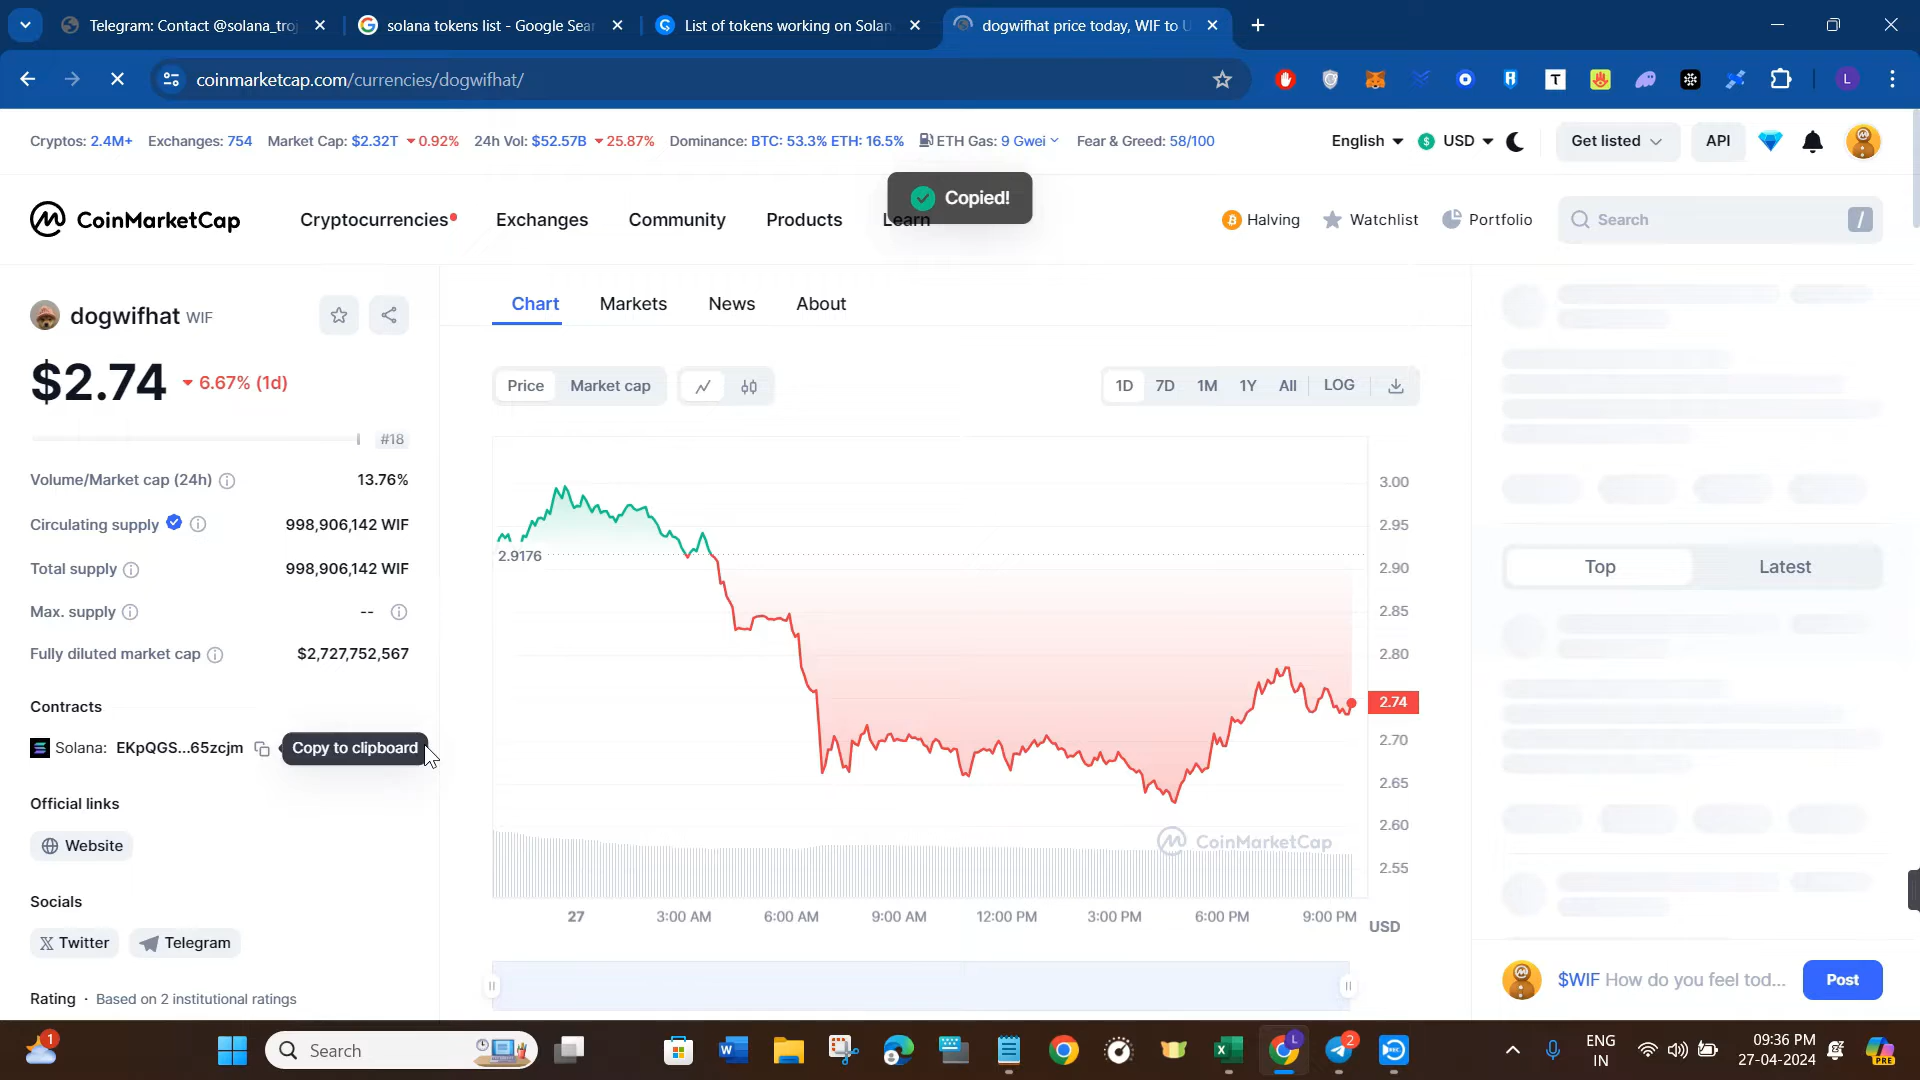 Telegram: Contact @solana_troj
solana tokens list - Google Sear
List of tokens working on Solan
dogwifhat price today, WIF to U
coinmarketcap.com/currencies/dogwifhat/
L
Cryptos: 2.4M+ Exchanges: 754 Market Cap: $2.32T 0.92% 24h Vol: $52.57B 25.87% Dominance: BTC: 53.3% ETH: 16.5% ETH Gas: 9 Gwei Fear & Greed: 58/100
English USD Get listed API
Copied!
CoinMarketCap
Cryptocurrencies Exchanges Community Products Learn
Halving Watchlist Portfolio Search /
dogwifhat WIF
$2.74 6.67% (1d)
#18
Volume/Market cap (24h) 13.76%
Circulating supply 998,906,142 WIF
Total supply 998,906,142 WIF
Max. supply --
Fully diluted market cap $2,727,752,567
Contracts
Solana: EKpQGS...65zcjm Copy to clipboard
Official links
Website
Socials
Twitter Telegram
Rating · Based on 2 institutional ratings
Chart Markets News About
Price Market cap
1D 7D 1M 1Y All LOG
2.9176
3.00
2.95
2.90
2.85
2.80
2.74
2.70
2.65
2.60
2.55
CoinMarketCap
27 3:00 AM 6:00 AM 9:00 AM 12:00 PM 3:00 PM 6:00 PM 9:00 PM
USD
Top Latest
$WIF How do you feel tod... Post
1
Search
T
W
X
L
2
REC
ENG
IN
09:36 PM
27-04-2024
PRE